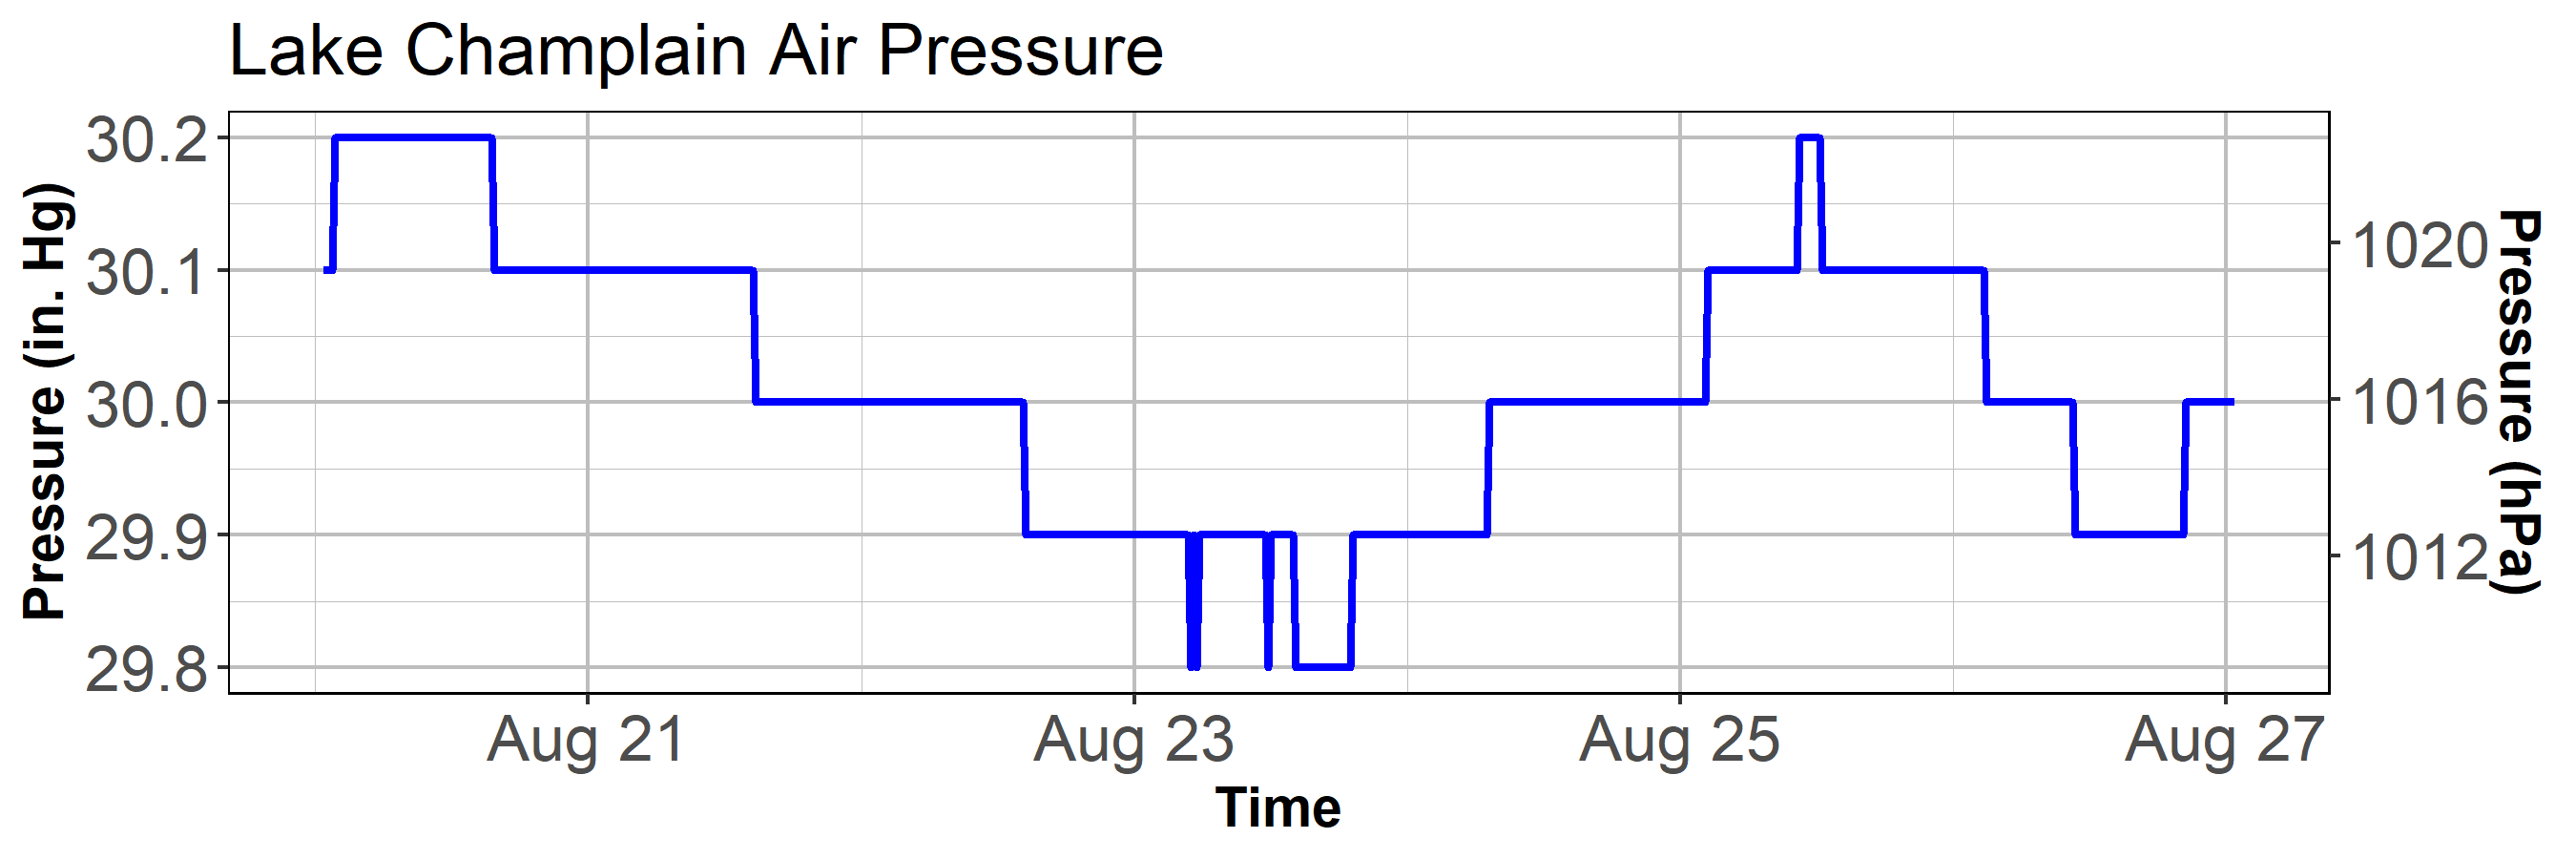 Lake Champlain Air Pressure
Pressure (in. Hg)
30.2
30.1
30.0
29.9
29.8
1020
1016
1012
Pressure (hPa)
Aug 21
Aug 23
Aug 25
Aug 27
Time